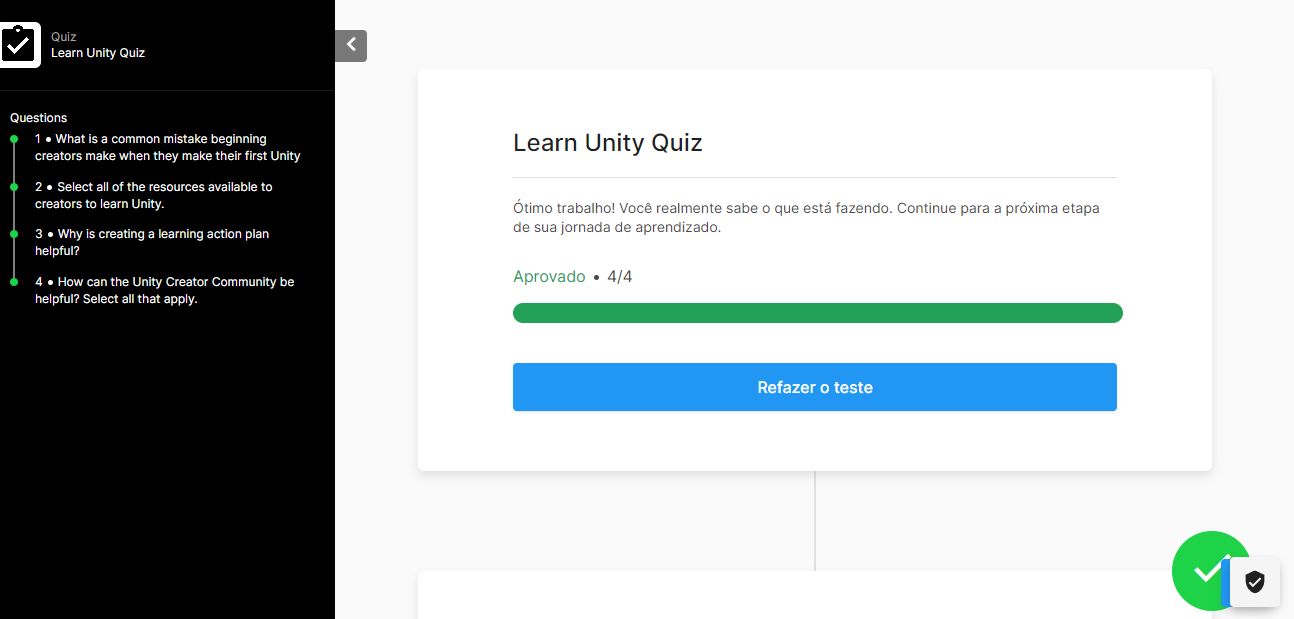 Quiz
Learn Unity Quiz
Questions
1 • What is a common mistake beginning
creators make when they make their first Unity
2 • Select all of the resources available to
creators to learn Unity.
3 • Why is creating a learning action plan
helpful?
4 • How can the Unity Creator Community be
helpful? Select all that apply.
Learn Unity Quiz
Ótimo trabalho! Você realmente sabe o que está fazendo. Continue para a próxima etapa
de sua jornada de aprendizado.
Aprovado • 4/4
Refazer o teste